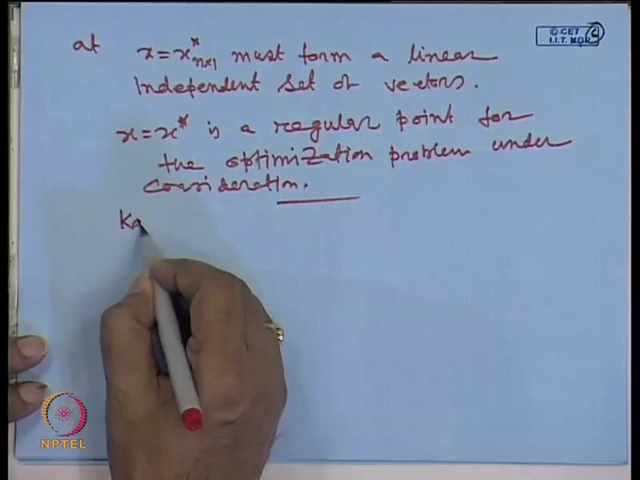 at x = x*ₙₓ₁ must form a linear
Independent set of vectors.
x = x* is a regular point for
the optimization problem under
consideration.
Ka
© CET
I.I.T. KGP
NPTEL